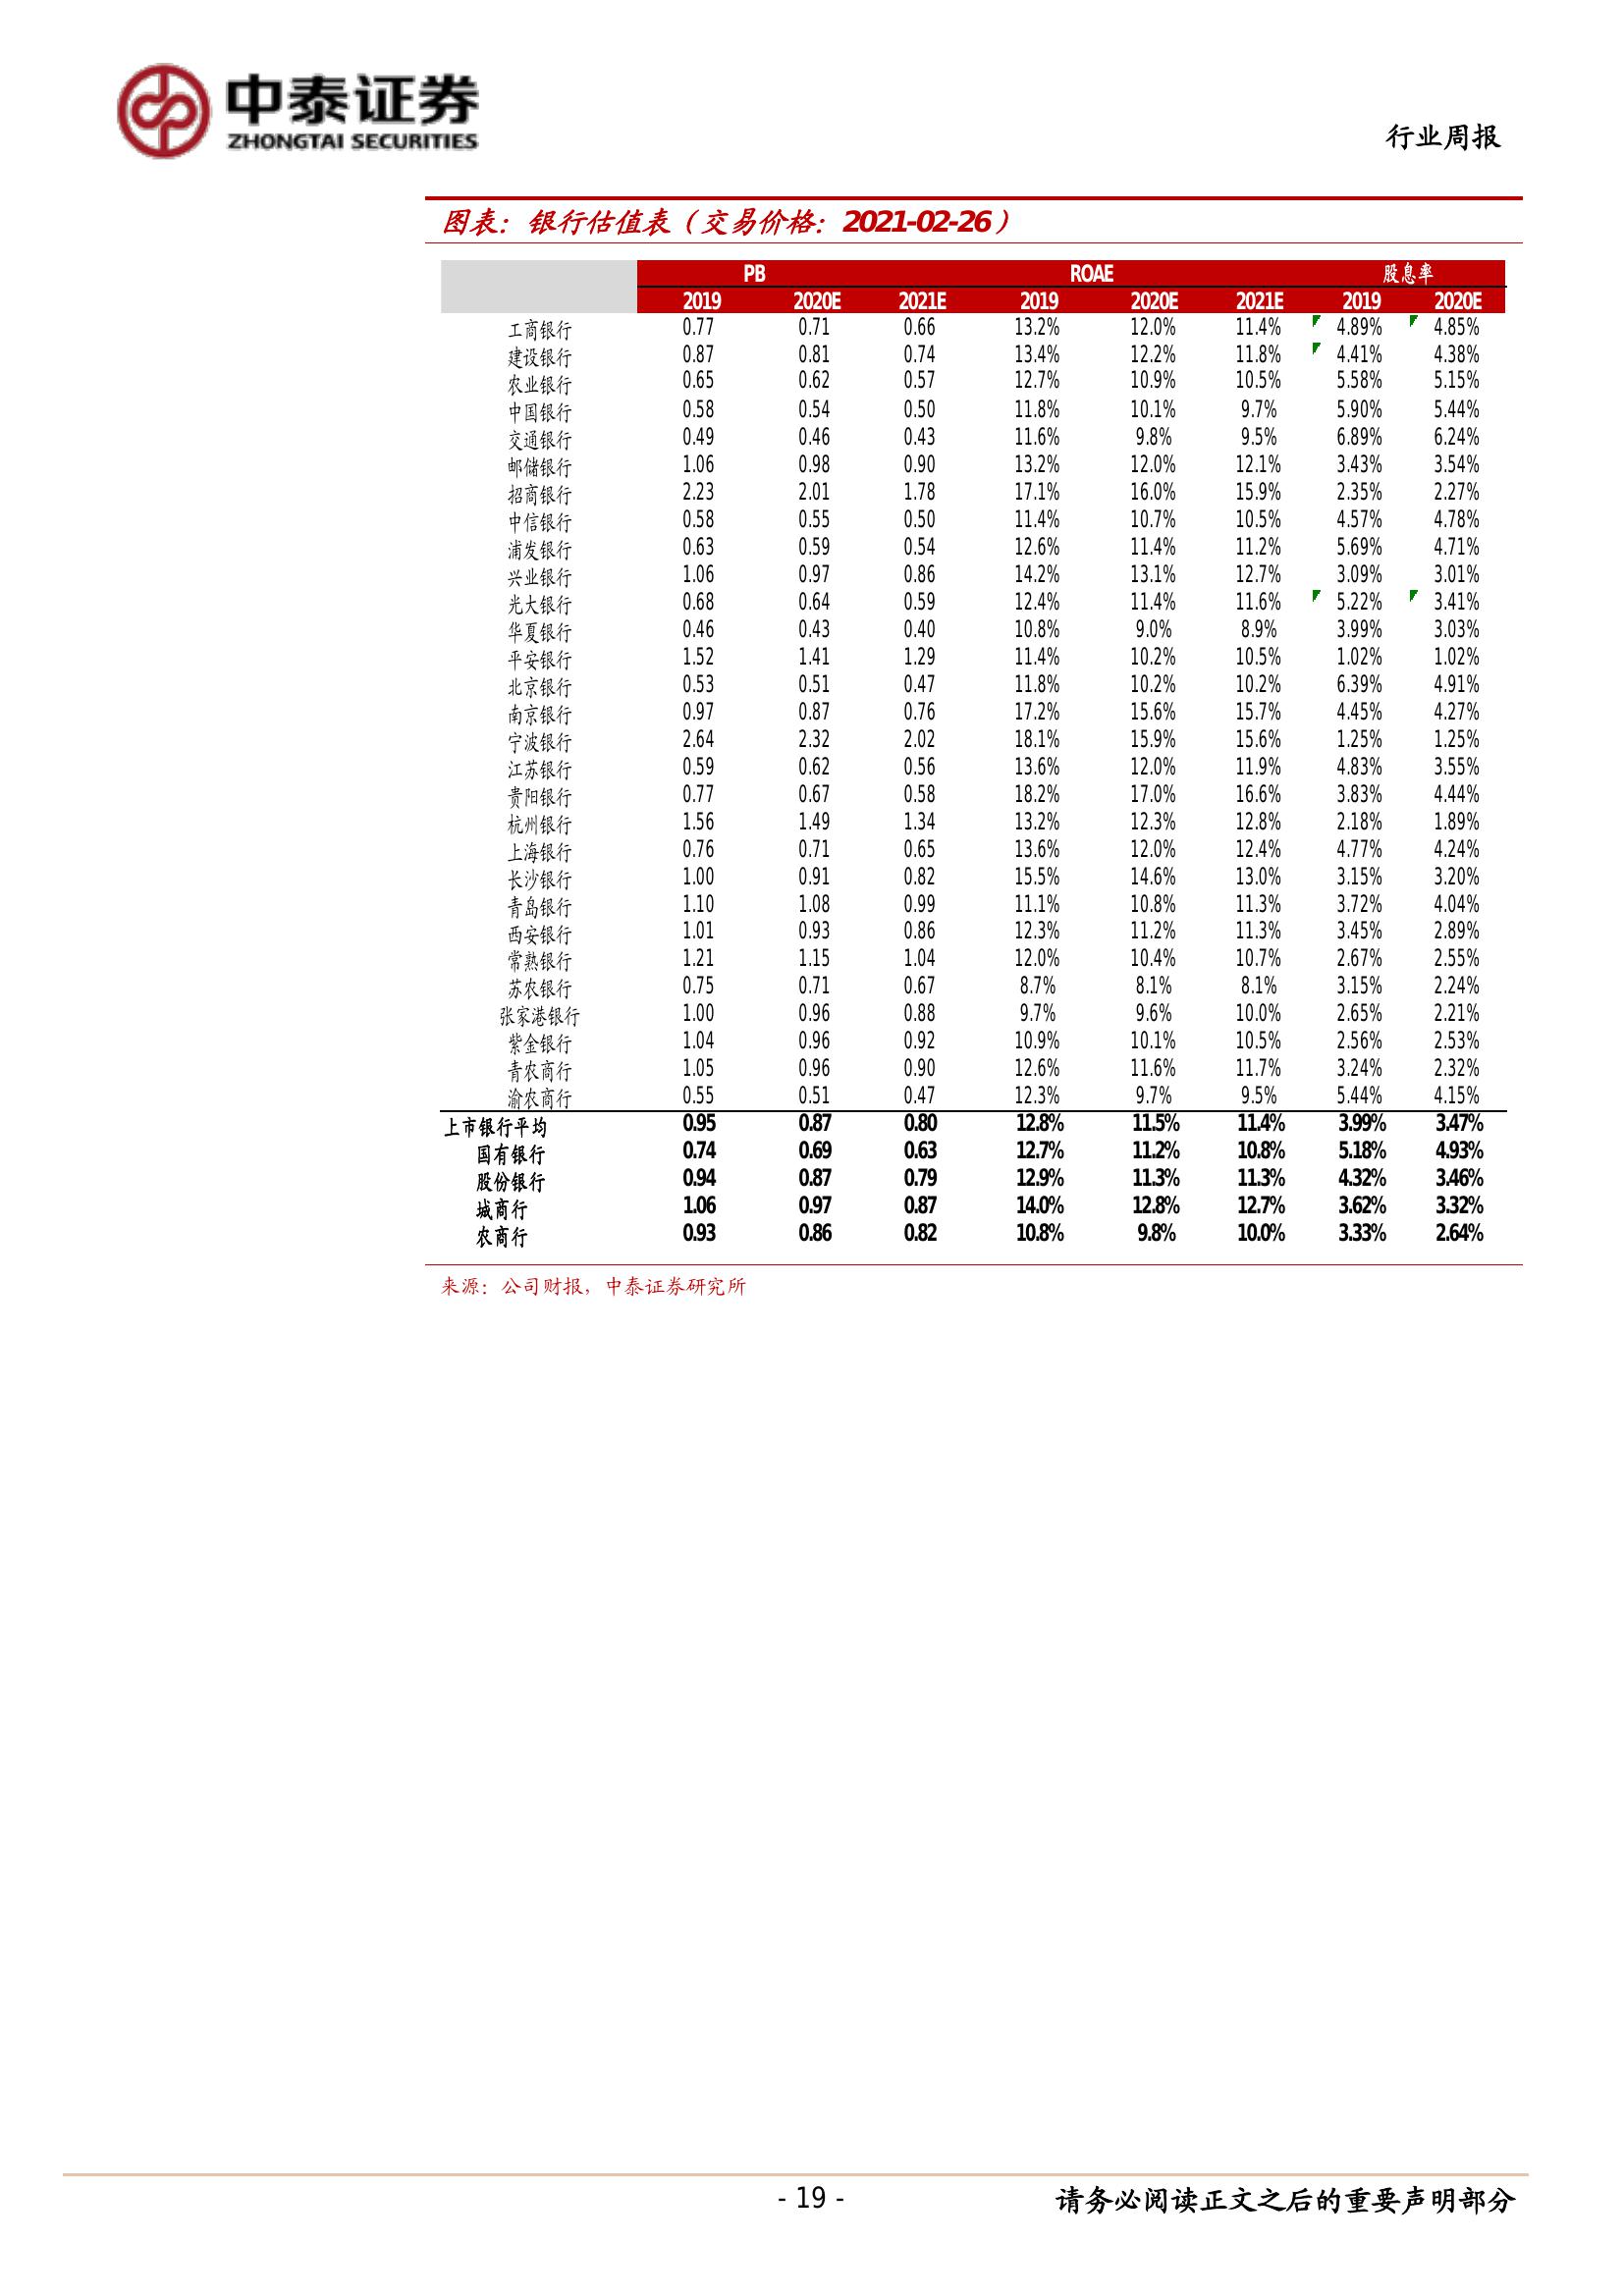 中泰证券
ZHONGTAI SECURITIES
行业周报
图表：银行估值表（交易价格：2021-02-26）
PB ROAE 股息率
2019 2020E 2021E 2019 2020E 2021E 2019 2020E
工商银行 0.77 0.71 0.66 13.2% 12.0% 11.4% 4.89% 4.85%
建设银行 0.87 0.81 0.74 13.4% 12.2% 11.8% 4.41% 4.38%
农业银行 0.65 0.62 0.57 12.7% 10.9% 10.5% 5.58% 5.15%
中国银行 0.58 0.54 0.50 11.8% 10.1% 9.7% 5.90% 5.44%
交通银行 0.49 0.46 0.43 11.6% 9.8% 9.5% 6.89% 6.24%
邮储银行 1.06 0.98 0.90 13.2% 12.0% 12.1% 3.43% 3.54%
招商银行 2.23 2.01 1.78 17.1% 16.0% 15.9% 2.35% 2.27%
中信银行 0.58 0.55 0.50 11.4% 10.7% 10.5% 4.57% 4.78%
浦发银行 0.63 0.59 0.54 12.6% 11.4% 11.2% 5.69% 4.71%
兴业银行 1.06 0.97 0.86 14.2% 13.1% 12.7% 3.09% 3.01%
光大银行 0.68 0.64 0.59 12.4% 11.4% 11.6% 5.22% 3.41%
华夏银行 0.46 0.43 0.40 10.8% 9.0% 8.9% 3.99% 3.03%
平安银行 1.52 1.41 1.29 11.4% 10.2% 10.5% 1.02% 1.02%
北京银行 0.53 0.51 0.47 11.8% 10.2% 10.2% 6.39% 4.91%
南京银行 0.97 0.87 0.76 17.2% 15.6% 15.7% 4.45% 4.27%
宁波银行 2.64 2.32 2.02 18.1% 15.9% 15.6% 1.25% 1.25%
江苏银行 0.59 0.62 0.56 13.6% 12.0% 11.9% 4.83% 3.55%
贵阳银行 0.77 0.67 0.58 18.2% 17.0% 16.6% 3.83% 4.44%
杭州银行 1.56 1.49 1.34 13.2% 12.3% 12.8% 2.18% 1.89%
上海银行 0.76 0.71 0.65 13.6% 12.0% 12.4% 4.77% 4.24%
长沙银行 1.00 0.91 0.82 15.5% 14.6% 13.0% 3.15% 3.20%
青岛银行 1.10 1.08 0.99 11.1% 10.8% 11.3% 3.72% 4.04%
西安银行 1.01 0.93 0.86 12.3% 11.2% 11.3% 3.45% 2.89%
常熟银行 1.21 1.15 1.04 12.0% 10.4% 10.7% 2.67% 2.55%
苏农银行 0.75 0.71 0.67 8.7% 8.1% 8.1% 3.15% 2.24%
张家港银行 1.00 0.96 0.88 9.7% 9.6% 10.0% 2.65% 2.21%
紫金银行 1.04 0.96 0.92 10.9% 10.1% 10.5% 2.56% 2.53%
青农商行 1.05 0.96 0.90 12.6% 11.6% 11.7% 3.24% 2.32%
渝农商行 0.55 0.51 0.47 12.3% 9.7% 9.5% 5.44% 4.15%
上市银行平均 0.95 0.87 0.80 12.8% 11.5% 11.4% 3.99% 3.47%
国有银行 0.74 0.69 0.63 12.7% 11.2% 10.8% 5.18% 4.93%
股份银行 0.94 0.87 0.79 12.9% 11.3% 11.3% 4.32% 3.46%
城商行 1.06 0.97 0.87 14.0% 12.8% 12.7% 3.62% 3.32%
农商行 0.93 0.86 0.82 10.8% 9.8% 10.0% 3.33% 2.64%
来源：公司财报，中泰证券研究所
- 19 - 请务必阅读正文之后的重要声明部分